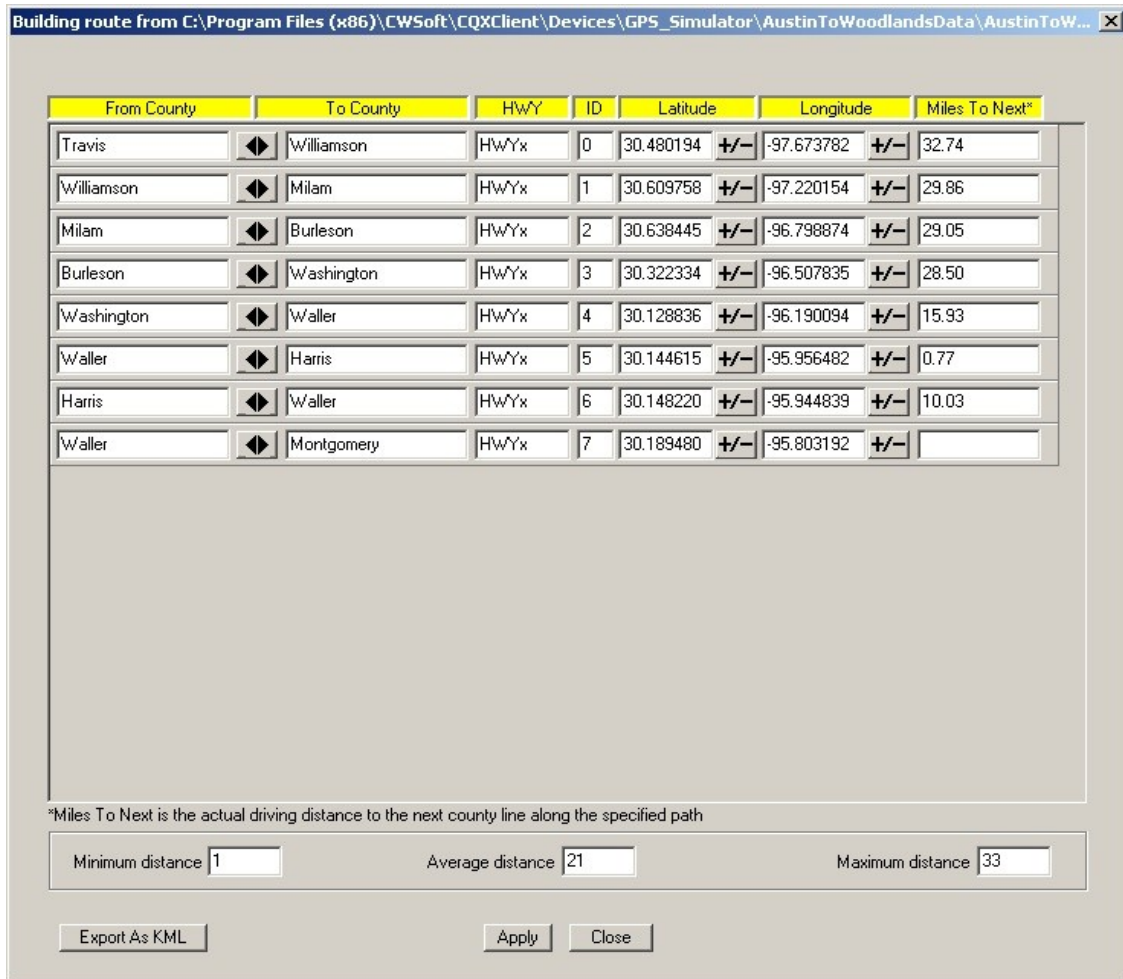 Building route from C:\Program Files (x86)\CWSoft\CQXClient\Devices\GPS_Simulator\AustinToWoodlandsData\AustinToW...
From County To County HWY ID Latitude Longitude Miles To Next*
Travis Williamson HWYx 0 30.480194 +/- -97.673782 +/- 32.74
Williamson Milam HWYx 1 30.609758 +/- -97.220154 +/- 29.86
Milam Burleson HWYx 2 30.638445 +/- -96.798874 +/- 29.05
Burleson Washington HWYx 3 30.322334 +/- -96.507835 +/- 28.50
Washington Waller HWYx 4 30.128836 +/- -96.190094 +/- 15.93
Waller Harris HWYx 5 30.144615 +/- -95.956482 +/- 0.77
Harris Waller HWYx 6 30.148220 +/- -95.944839 +/- 10.03
Waller Montgomery HWYx 7 30.189480 +/- -95.803192 +/-
*Miles To Next is the actual driving distance to the next county line along the specified path
Minimum distance 1 Average distance 21 Maximum distance 33
Export As KML Apply Close